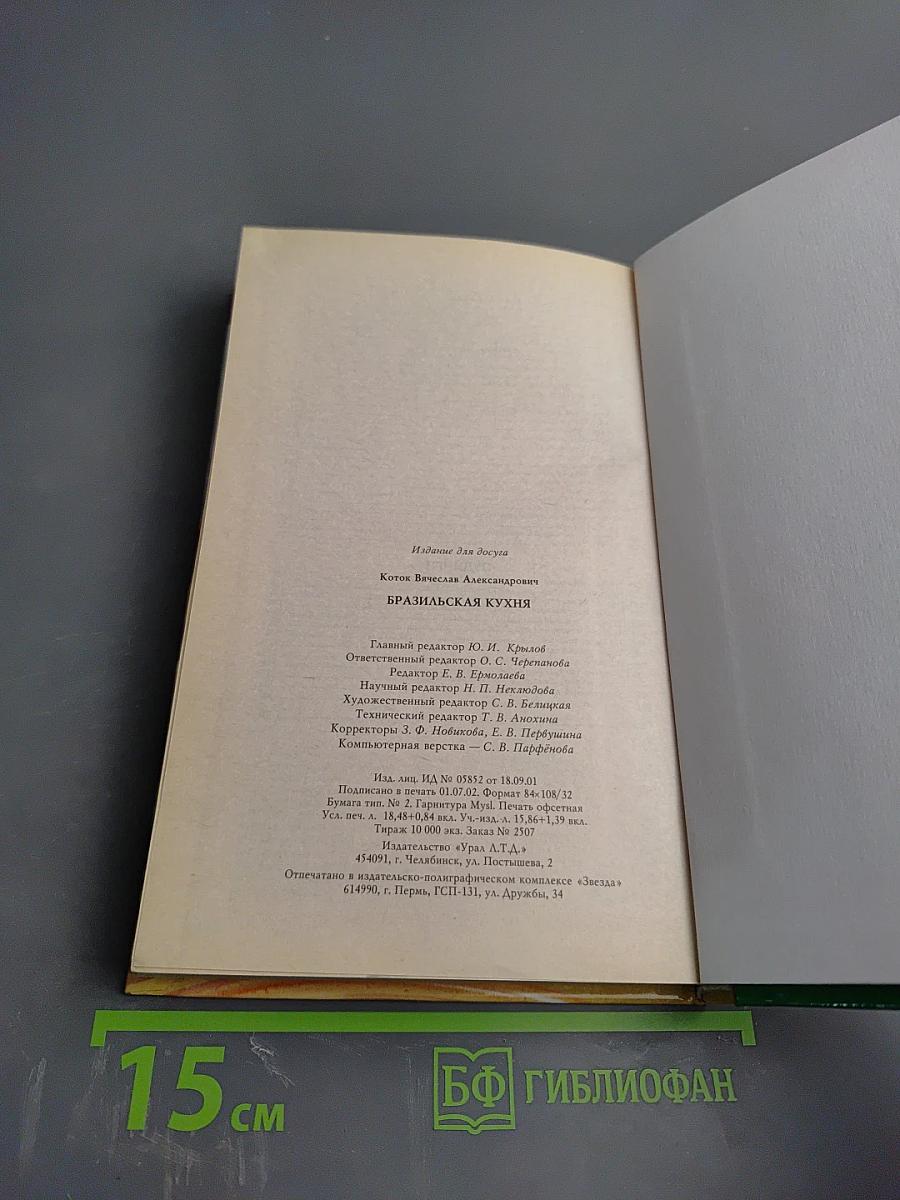 Издание для досуга
Коток Вячеслав Александрович
БРАЗИЛЬСКАЯ КУХНЯ
Главный редактор Ю. И. Крылов
Ответственный редактор О. С. Черепанова
Редактор Е. В. Ермолаева
Научный редактор Н. П. Неклюдова
Художественный редактор С. В. Белицкая
Технический редактор Т. В. Анохина
Корректоры З. Ф. Новикова, Е. В. Первушина
Компьютерная верстка — С. В. Парфёнова
Изд. лиц. ИД № 05852 от 18.09.01
Подписано в печать 01.07.02. Формат 84×108/32
Бумага тип. № 2. Гарнитура Mysl. Печать офсетная
Усл. печ. л. 18,48+0,84 вкл. Уч.-изд. л. 15,86+1,39 вкл.
Тираж 10 000 экз. Заказ № 2507
Издательство «Урал Л.Т.Д.»
454091, г. Челябинск, ул. Постышева, 2
Отпечатано в издательско-полиграфическом комплексе «Звезда»
614990, г. Пермь, ГСП-131, ул. Дружбы, 34
15 см
БФ ГИБЛИОФАН